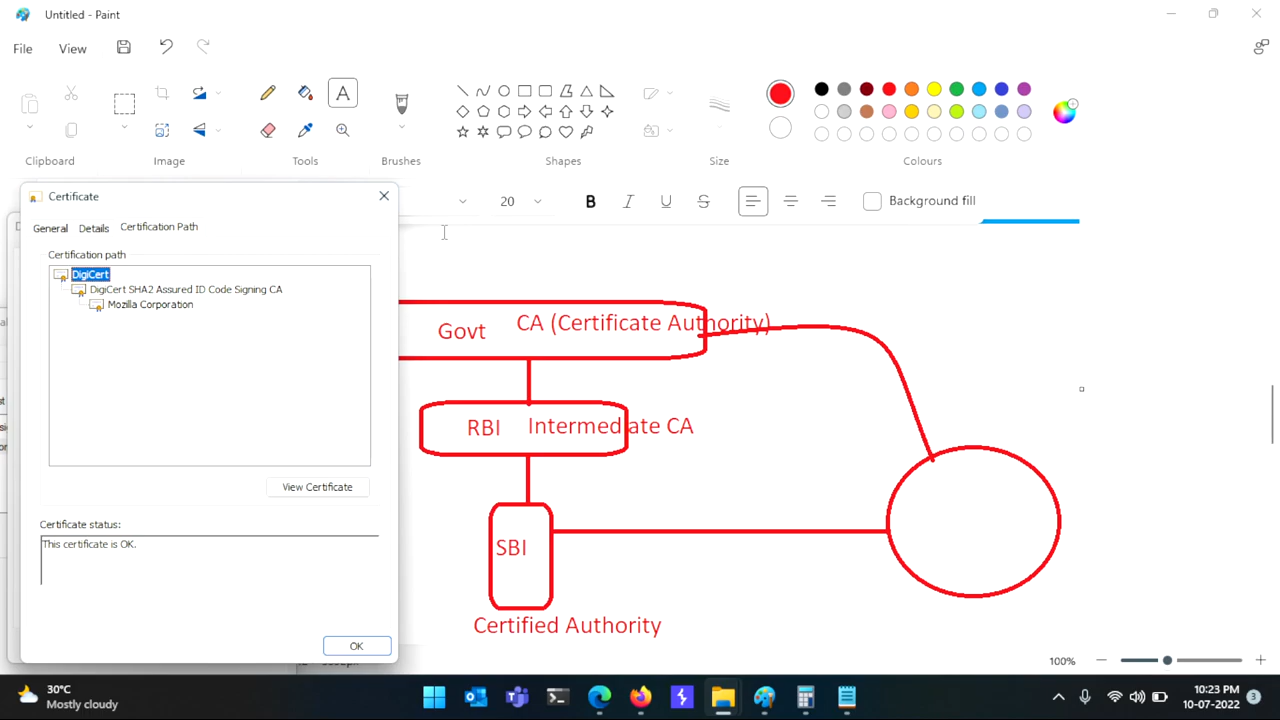 Untitled - Paint
File
View
Clipboard
Image
Tools
Brushes
Shapes
Size
Colours
A
20
B
I
U
S
Background fill
Certificate
General
Details
Certification Path
Certification path
DigiCert
DigiCert SHA2 Assured ID Code Signing CA
Mozilla Corporation
View Certificate
Certificate status:
This certificate is OK.
OK
Govt
CA (Certificate Authority)
RBI
Intermediate CA
SBI
Certified Authority
100%
30°C
Mostly cloudy
10:23 PM
10-07-2022
3